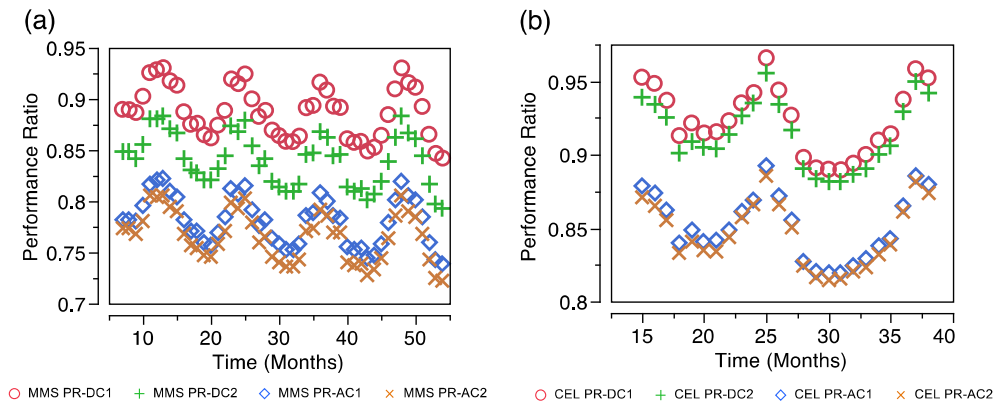 (a)
(b)
Performance Ratio
0.95
0.9
0.85
0.8
0.75
0.7
10 20 30 40 50
Time (Months)
MMS PR-DC1 MMS PR-DC2 MMS PR-AC1 MMS PR-AC2
Performance Ratio
0.95
0.9
0.85
0.8
15 20 25 30 35 40
Time (Months)
CEL PR-DC1 CEL PR-DC2 CEL PR-AC1 CEL PR-AC2